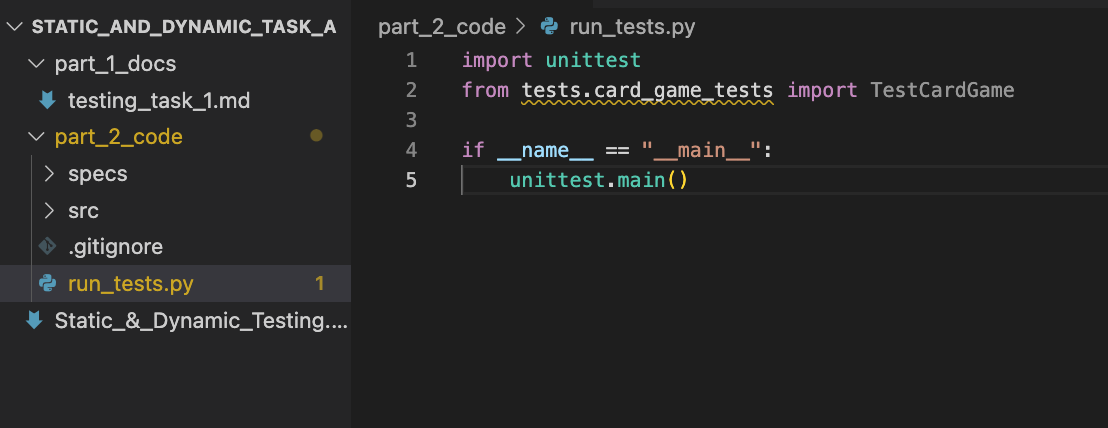 STATIC_AND_DYNAMIC_TASK_A
part_1_docs
testing_task_1.md
part_2_code
specs
src
.gitignore
run_tests.py 1
Static_&_Dynamic_Testing....
part_2_code > run_tests.py
1 import unittest
2 from tests.card_game_tests import TestCardGame
3
4 if __name__ == "__main__":
5     unittest.main()